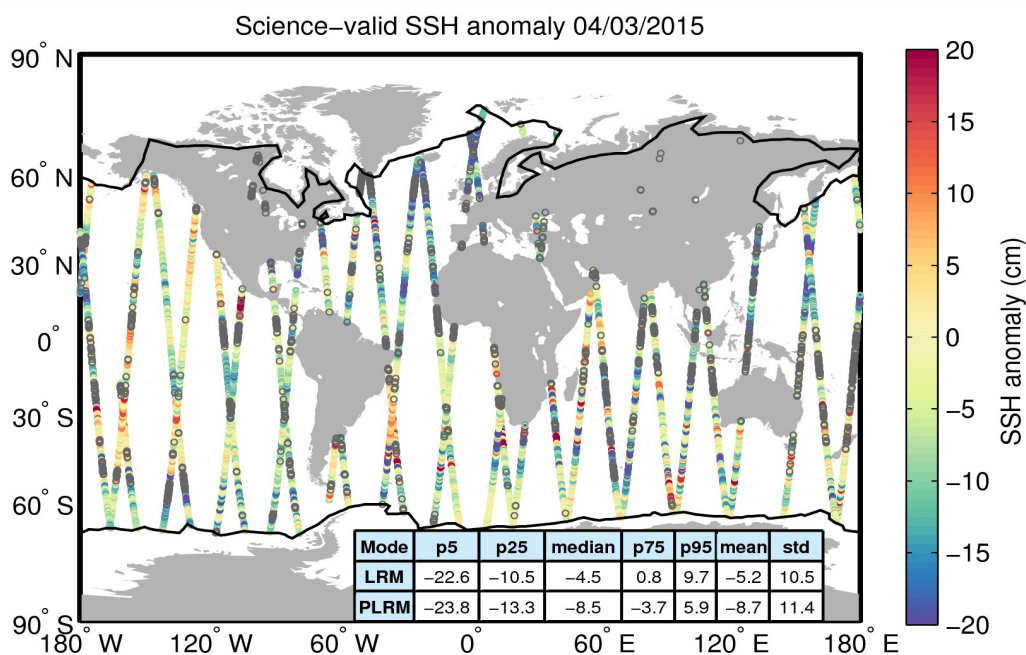 Science−valid SSH anomaly 04/03/2015
90° N
60° N
30° N
0°
30° S
60° S
90° S
180° W
120° W
60° W
0°
60° E
120° E
180° E
Mode p5 p25 median p75 p95 mean std
LRM −22.6 −10.5 −4.5 0.8 9.7 −5.2 10.5
PLRM −23.8 −13.3 −8.5 −3.7 5.9 −8.7 11.4
20
15
10
5
0
−5
−10
−15
−20
SSH anomaly (cm)